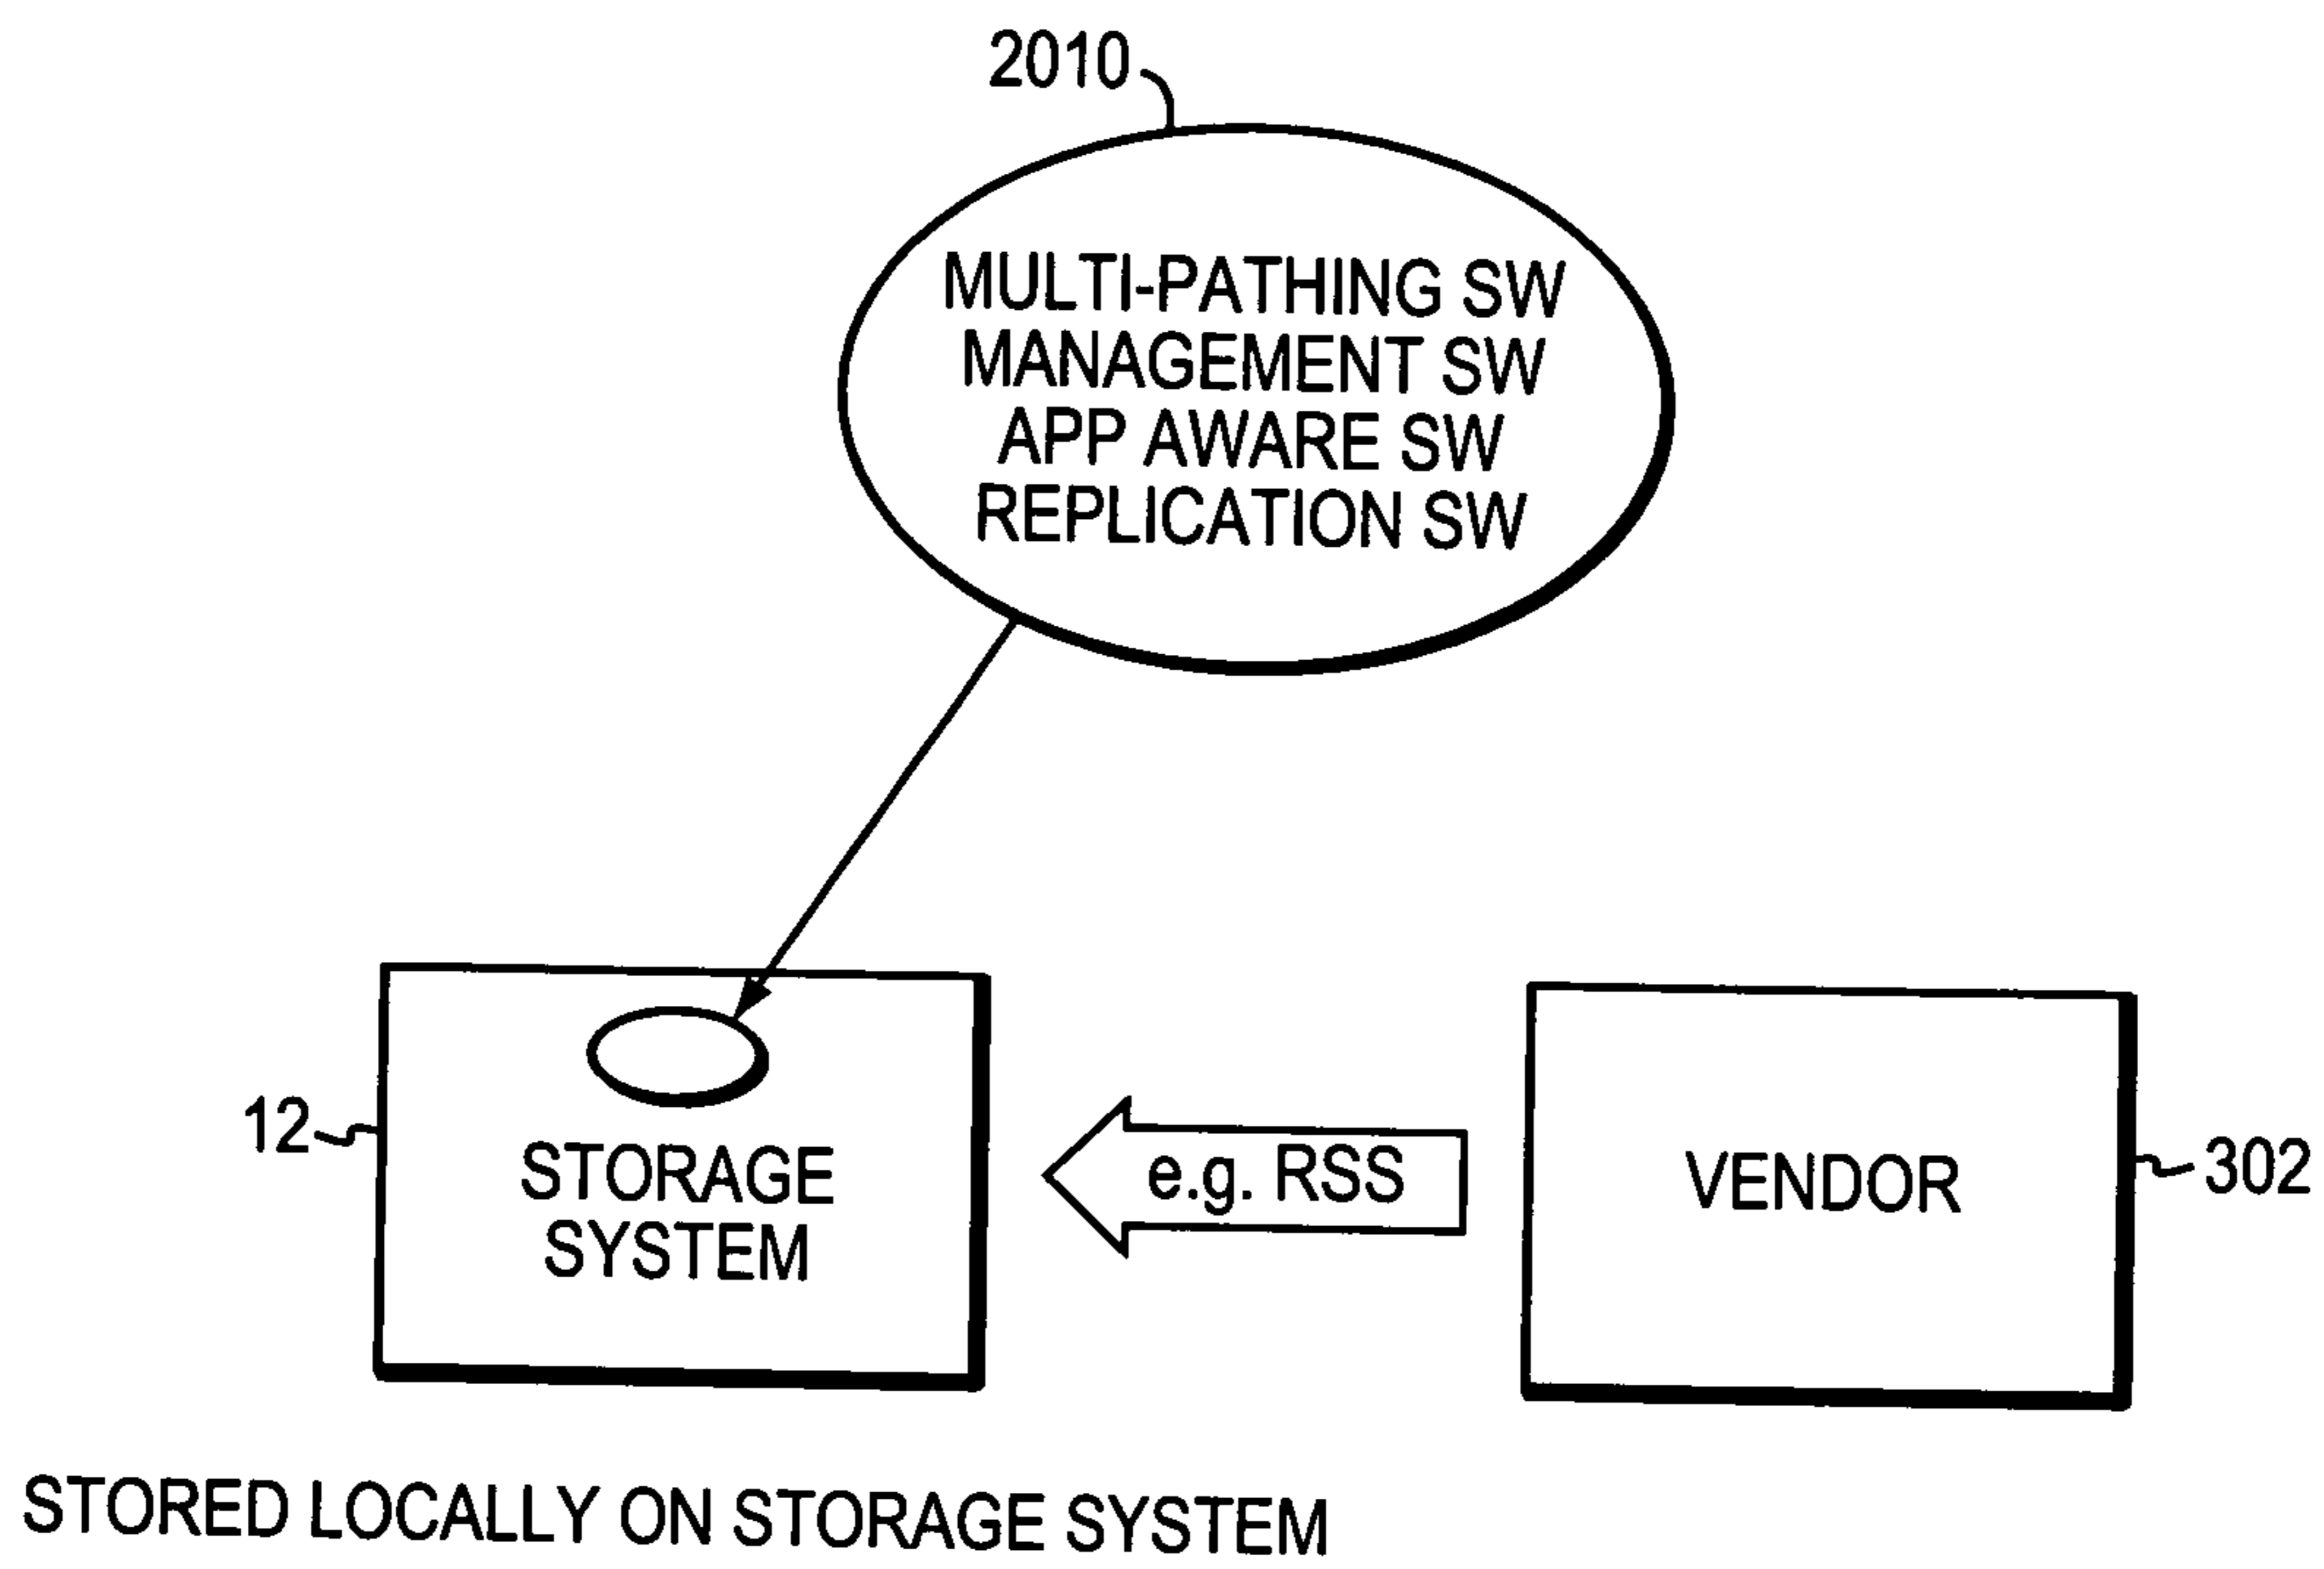 2010
MULTI-PATHING SW
MANAGEMENT SW
APP AWARE SW
REPLICATION SW
12
STORAGE
SYSTEM
e.g. RSS
VENDOR
302
STORED LOCALLY ON STORAGE SYSTEM